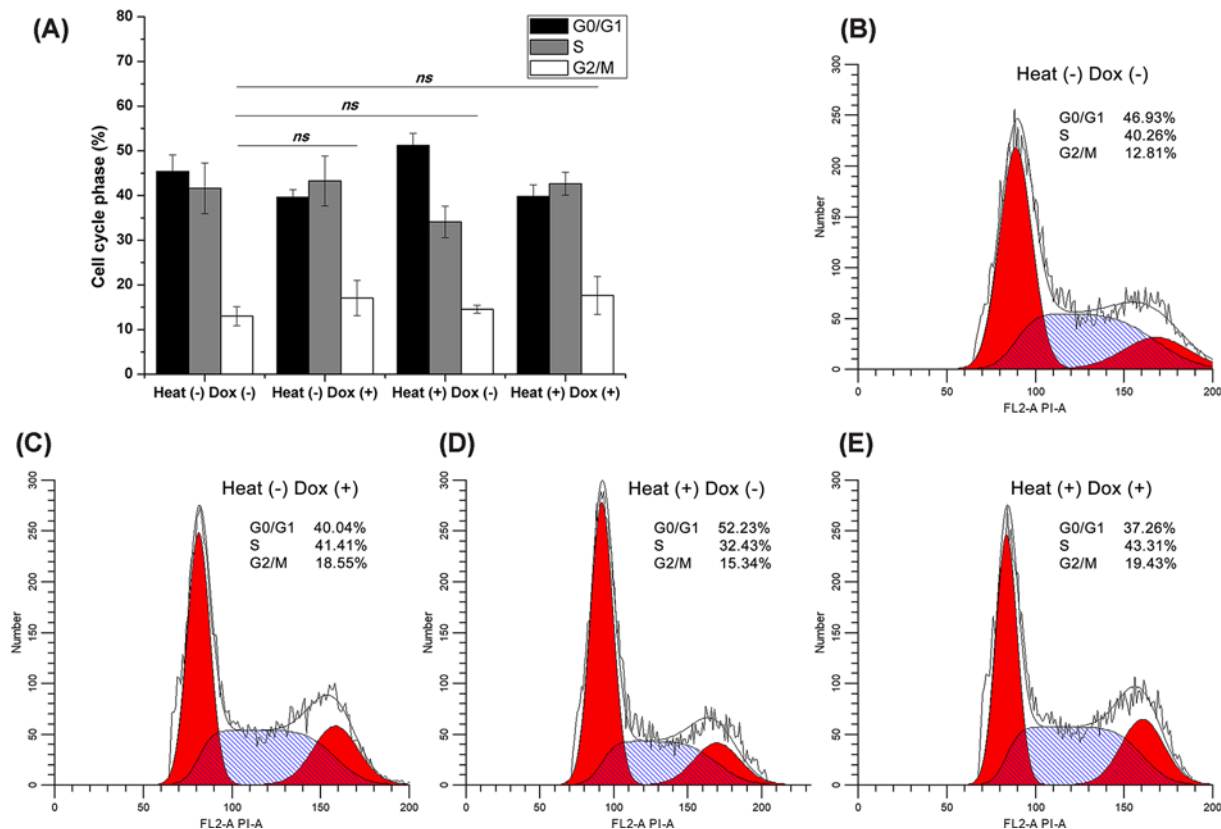 (A)
80
70
60
50
40
30
20
10
0
Cell cycle phase (%)
G0/G1
S
G2/M
ns
ns
ns
Heat (-) Dox (-)
Heat (-) Dox (+)
Heat (+) Dox (-)
Heat (+) Dox (+)
(B)
Heat (-) Dox (-)
G0/G1 46.93%
S 40.26%
G2/M 12.81%
300
250
200
150
100
50
0
Number
0 50 100 150 200
FL2-A PI-A
(C)
Heat (-) Dox (+)
G0/G1 40.04%
S 41.41%
G2/M 18.55%
300
250
200
150
100
50
0
Number
0 50 100 150 200
FL2-A PI-A
(D)
Heat (+) Dox (-)
G0/G1 52.23%
S 32.43%
G2/M 15.34%
300
250
200
150
100
50
0
Number
0 50 100 150 200
FL2-A PI-A
(E)
Heat (+) Dox (+)
G0/G1 37.26%
S 43.31%
G2/M 19.43%
300
250
200
150
100
50
0
Number
0 50 100 150 200
FL2-A PI-A